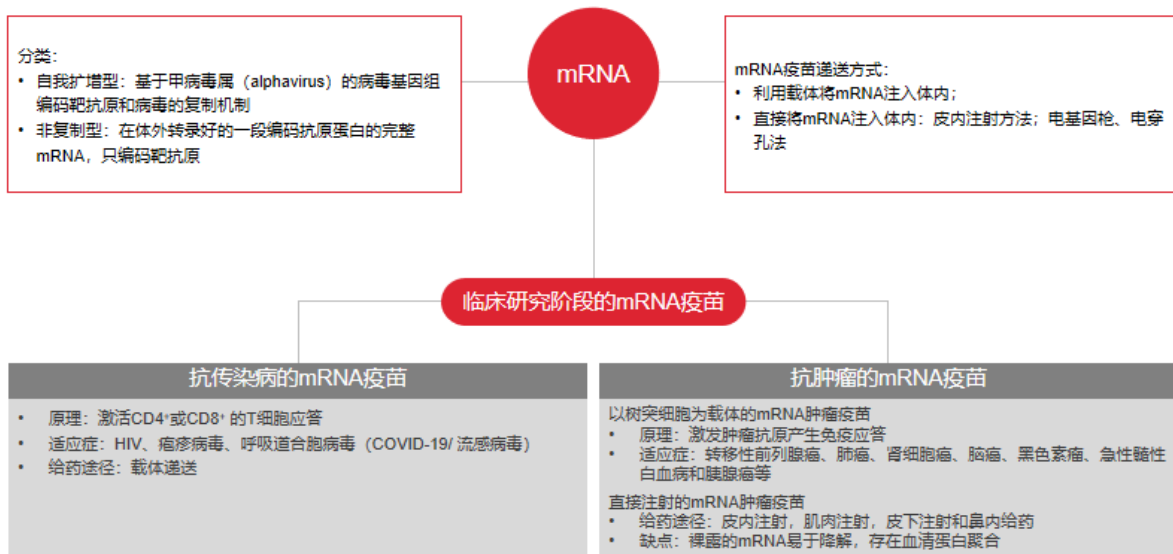 mRNA
分类：
• 自我扩增型：基于甲病毒属（alphavirus）的病毒基因组
编码靶抗原和病毒的复制机制
• 非复制型：在体外转录好的一段编码抗原蛋白的完整
mRNA，只编码靶抗原
mRNA疫苗递送方式：
• 利用载体将mRNA注入体内；
• 直接将mRNA注入体内：皮内注射方法；电基因枪、电穿
孔法
临床研究阶段的mRNA疫苗
抗传染病的mRNA疫苗
• 原理：激活CD4⁺或CD8⁺ 的T细胞应答
• 适应症：HIV、疱疹病毒、呼吸道合胞病毒（COVID-19/ 流感病毒）
• 给药途径：载体递送
抗肿瘤的mRNA疫苗
以树突细胞为载体的mRNA肿瘤疫苗
• 原理：激发肿瘤抗原产生免疫应答
• 适应症：转移性前列腺癌、肺癌、肾细胞癌、脑癌、黑色素瘤、急性髓性
白血病和胰腺癌等
直接注射的mRNA肿瘤疫苗
• 给药途径：皮内注射，肌肉注射，皮下注射和鼻内给药
• 缺点：裸露的mRNA易于降解，存在血清蛋白聚合